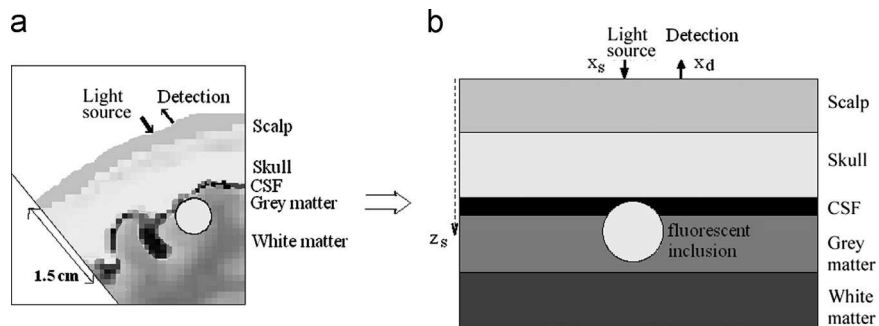 a
Light
source
Detection
Scalp
Skull
CSF
Grey matter
White matter
1.5 cm
b
Light
source
Detection
xs
xd
zs
Scalp
Skull
CSF
fluorescent
inclusion
Grey
matter
White
matter